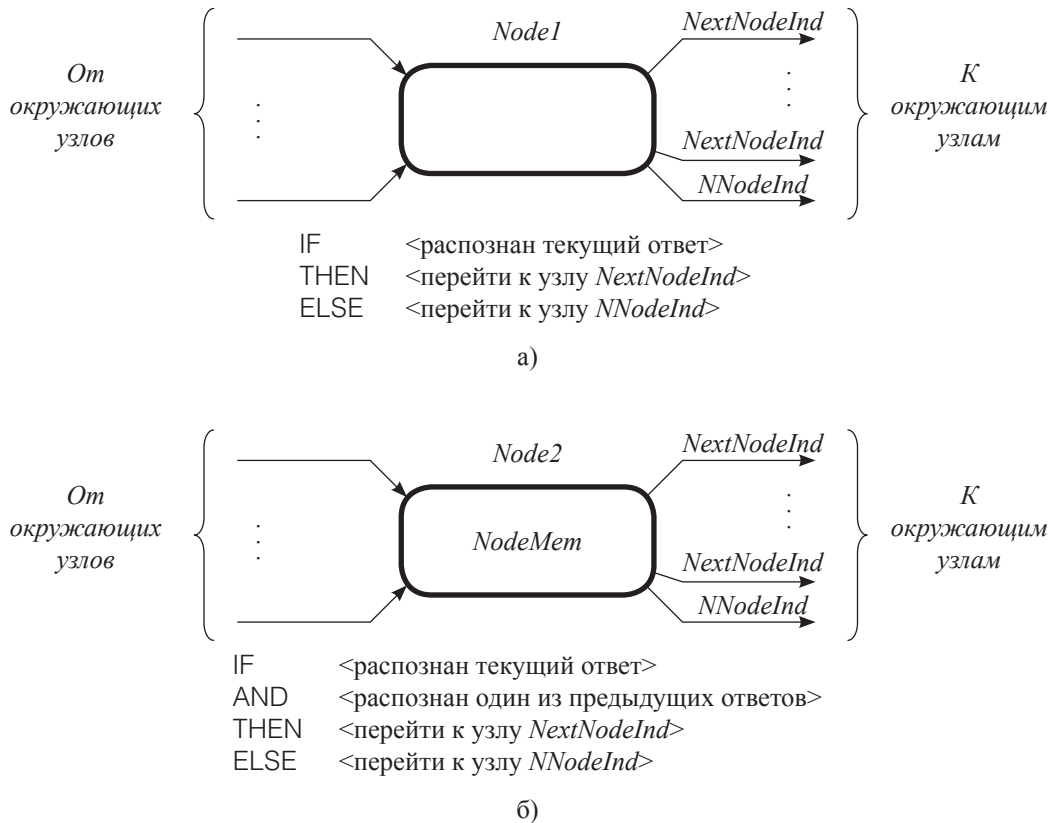 Node1
NextNodeInd
От
окружающих
узлов
К
окружающим
узлам
NextNodeInd
NNodeInd
IF <распознан текущий ответ>
THEN <перейти к узлу NextNodeInd>
ELSE <перейти к узлу NNodeInd>
а)
Node2
NextNodeInd
От
окружающих
узлов
NodeMem
К
окружающим
узлам
NextNodeInd
NNodeInd
IF <распознан текущий ответ>
AND <распознан один из предыдущих ответов>
THEN <перейти к узлу NextNodeInd>
ELSE <перейти к узлу NNodeInd>
б)